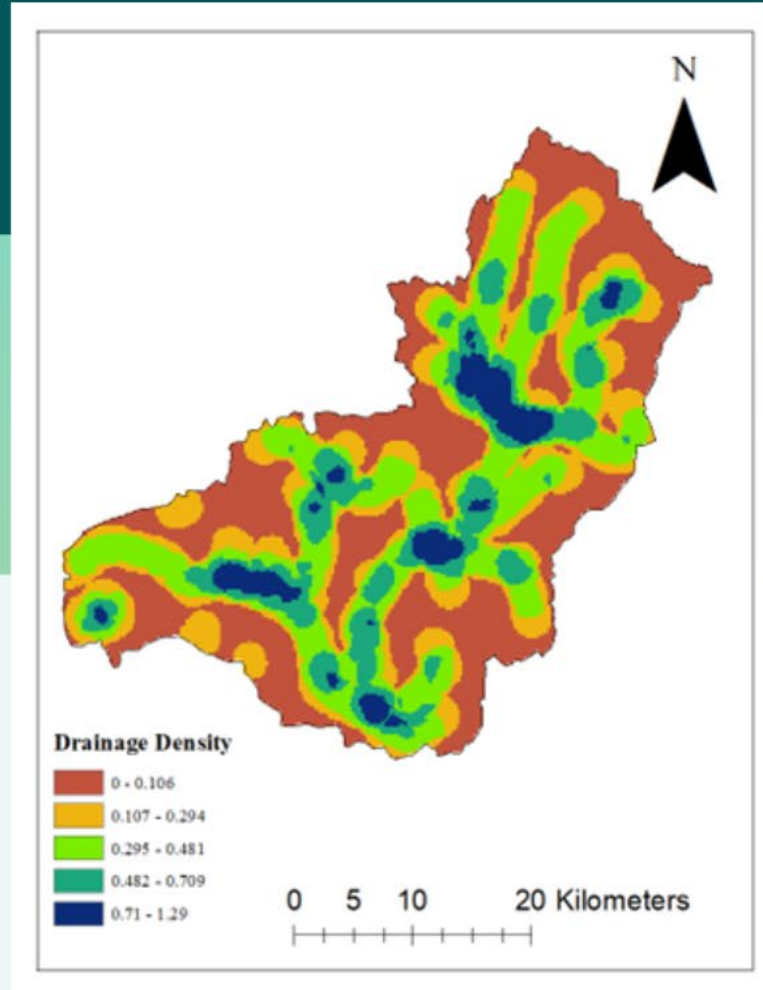 N
Drainage Density
0 - 0.106
0.107 - 0.294
0.295 - 0.481
0.482 - 0.709
0.71 - 1.29
0 5 10 20 Kilometers